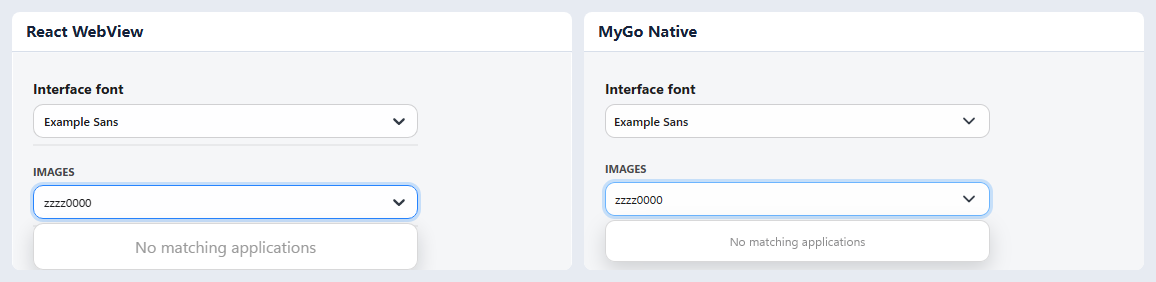 React WebView
Interface font
Example Sans
IMAGES
zzzz0000
No matching applications
MyGo Native
Interface font
Example Sans
IMAGES
zzzz0000
No matching applications